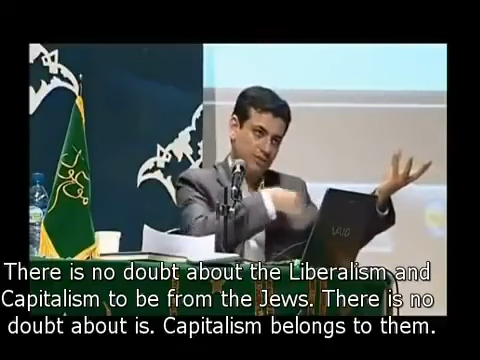 VAIO
There is no doubt about the Liberalism and
Capitalism to be from the Jews. There is no
doubt about is. Capitalism belongs to them.